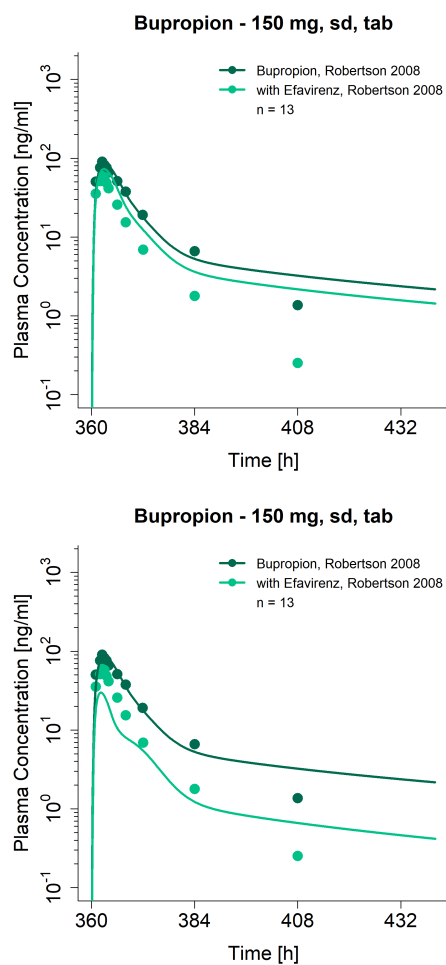 Bupropion - 150 mg, sd, tab
Bupropion, Robertson 2008
with Efavirenz, Robertson 2008
n = 13
Plasma Concentration [ng/ml]
10³
10²
10¹
10⁰
10⁻¹
360 384 408 432
Time [h]
Bupropion - 150 mg, sd, tab
Bupropion, Robertson 2008
with Efavirenz, Robertson 2008
n = 13
Plasma Concentration [ng/ml]
10³
10²
10¹
10⁰
10⁻¹
360 384 408 432
Time [h]